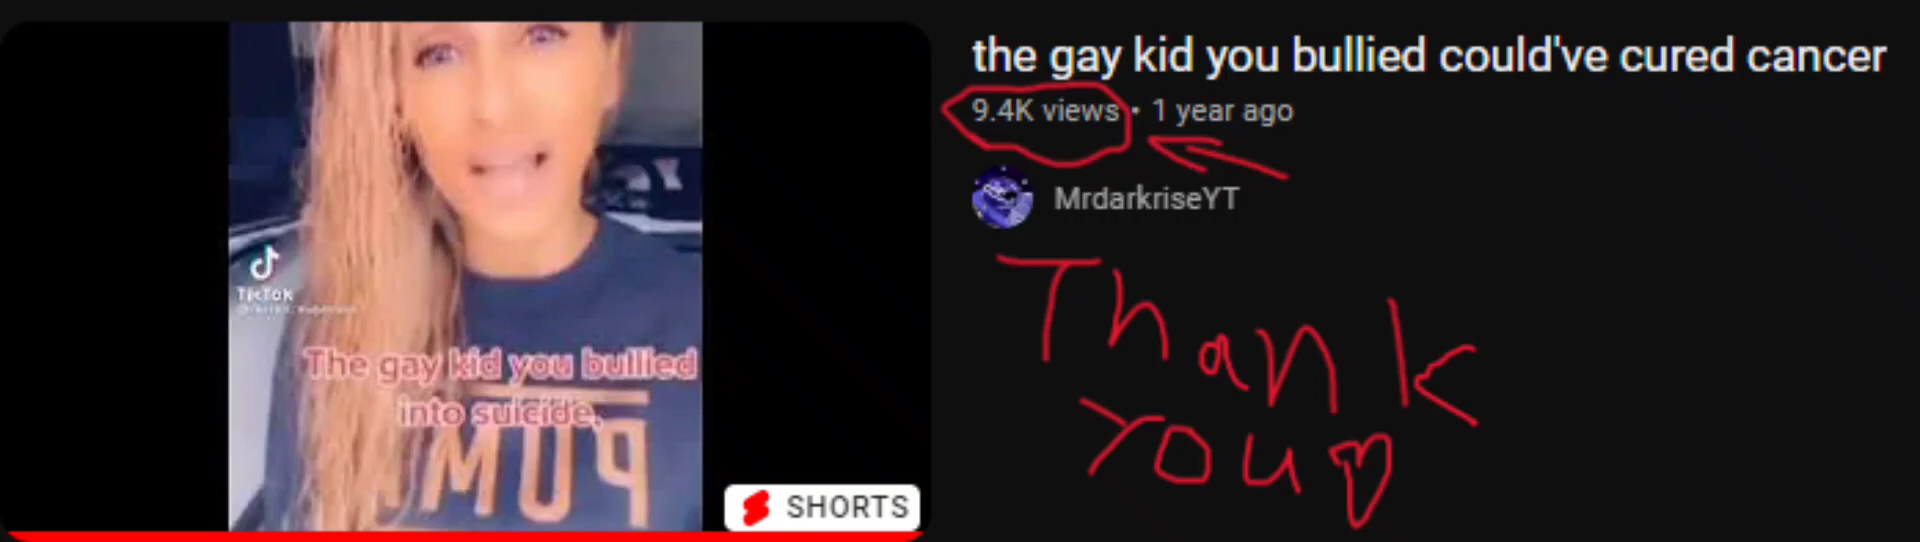 the gay kid you bullied could've cured cancer
9.4K views • 1 year ago
MrdarkriseYT
Thank
you
TikTok
The gay kid you bullied
into suicide,
PUMA
SHORTS